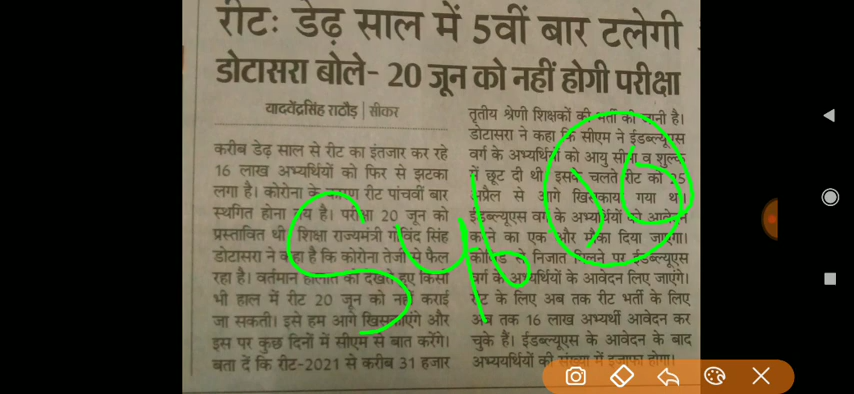 रीटः डेढ़ साल में 5वीं बार टलेगी
डोटासरा बोले- 20 जून को नहीं होगी परीक्षा
यादवेंद्रसिंह राठौड़ | सीकर
करीब डेढ़ साल से रीट का इंतजार कर रहे
16 लाख अभ्यर्थियों को फिर से झटका
लगा है। कोरोना के कारण रीट पांचवीं बार
स्थगित होना तय है। परीक्षा 20 जून को
प्रस्तावित थी। शिक्षा राज्यमंत्री गोविंद सिंह
डोटासरा ने कहा है कि कोरोना तेजी से फैल
रहा है। वर्तमान हालात को देखते हुए किसी
भी हाल में रीट 20 जून को नहीं कराई
जा सकती। इसे हम आगे खिसकाएंगे और
इस पर कुछ दिनों में सीएम से बात करेंगे।
बता दें कि रीट-2021 से करीब 31 हजार
तृतीय श्रेणी शिक्षकों की भर्ती की जानी है।
डोटासरा ने कहा कि सीएम ने ईडब्ल्यूएस
वर्ग के अभ्यर्थियों को आयु सीमा व शुल्क
में छूट दी थी। इसके चलते रीट को 25
अप्रैल से आगे खिसकाया गया था।
ईडब्ल्यूएस वर्ग के अभ्यर्थियों को आवेदन
करने का एक और मौका दिया जाएगा।
कोविड से निजात मिलने पर ईडब्ल्यूएस
वर्ग के अभ्यर्थियों के आवेदन लिए जाएंगे।
रीट के लिए अब तक रीट भर्ती के लिए
अब तक 16 लाख अभ्यर्थी आवेदन कर
चुके हैं। ईडब्ल्यूएस के आवेदन के बाद
अभ्यर्थियों की संख्या में इजाफा होगा।